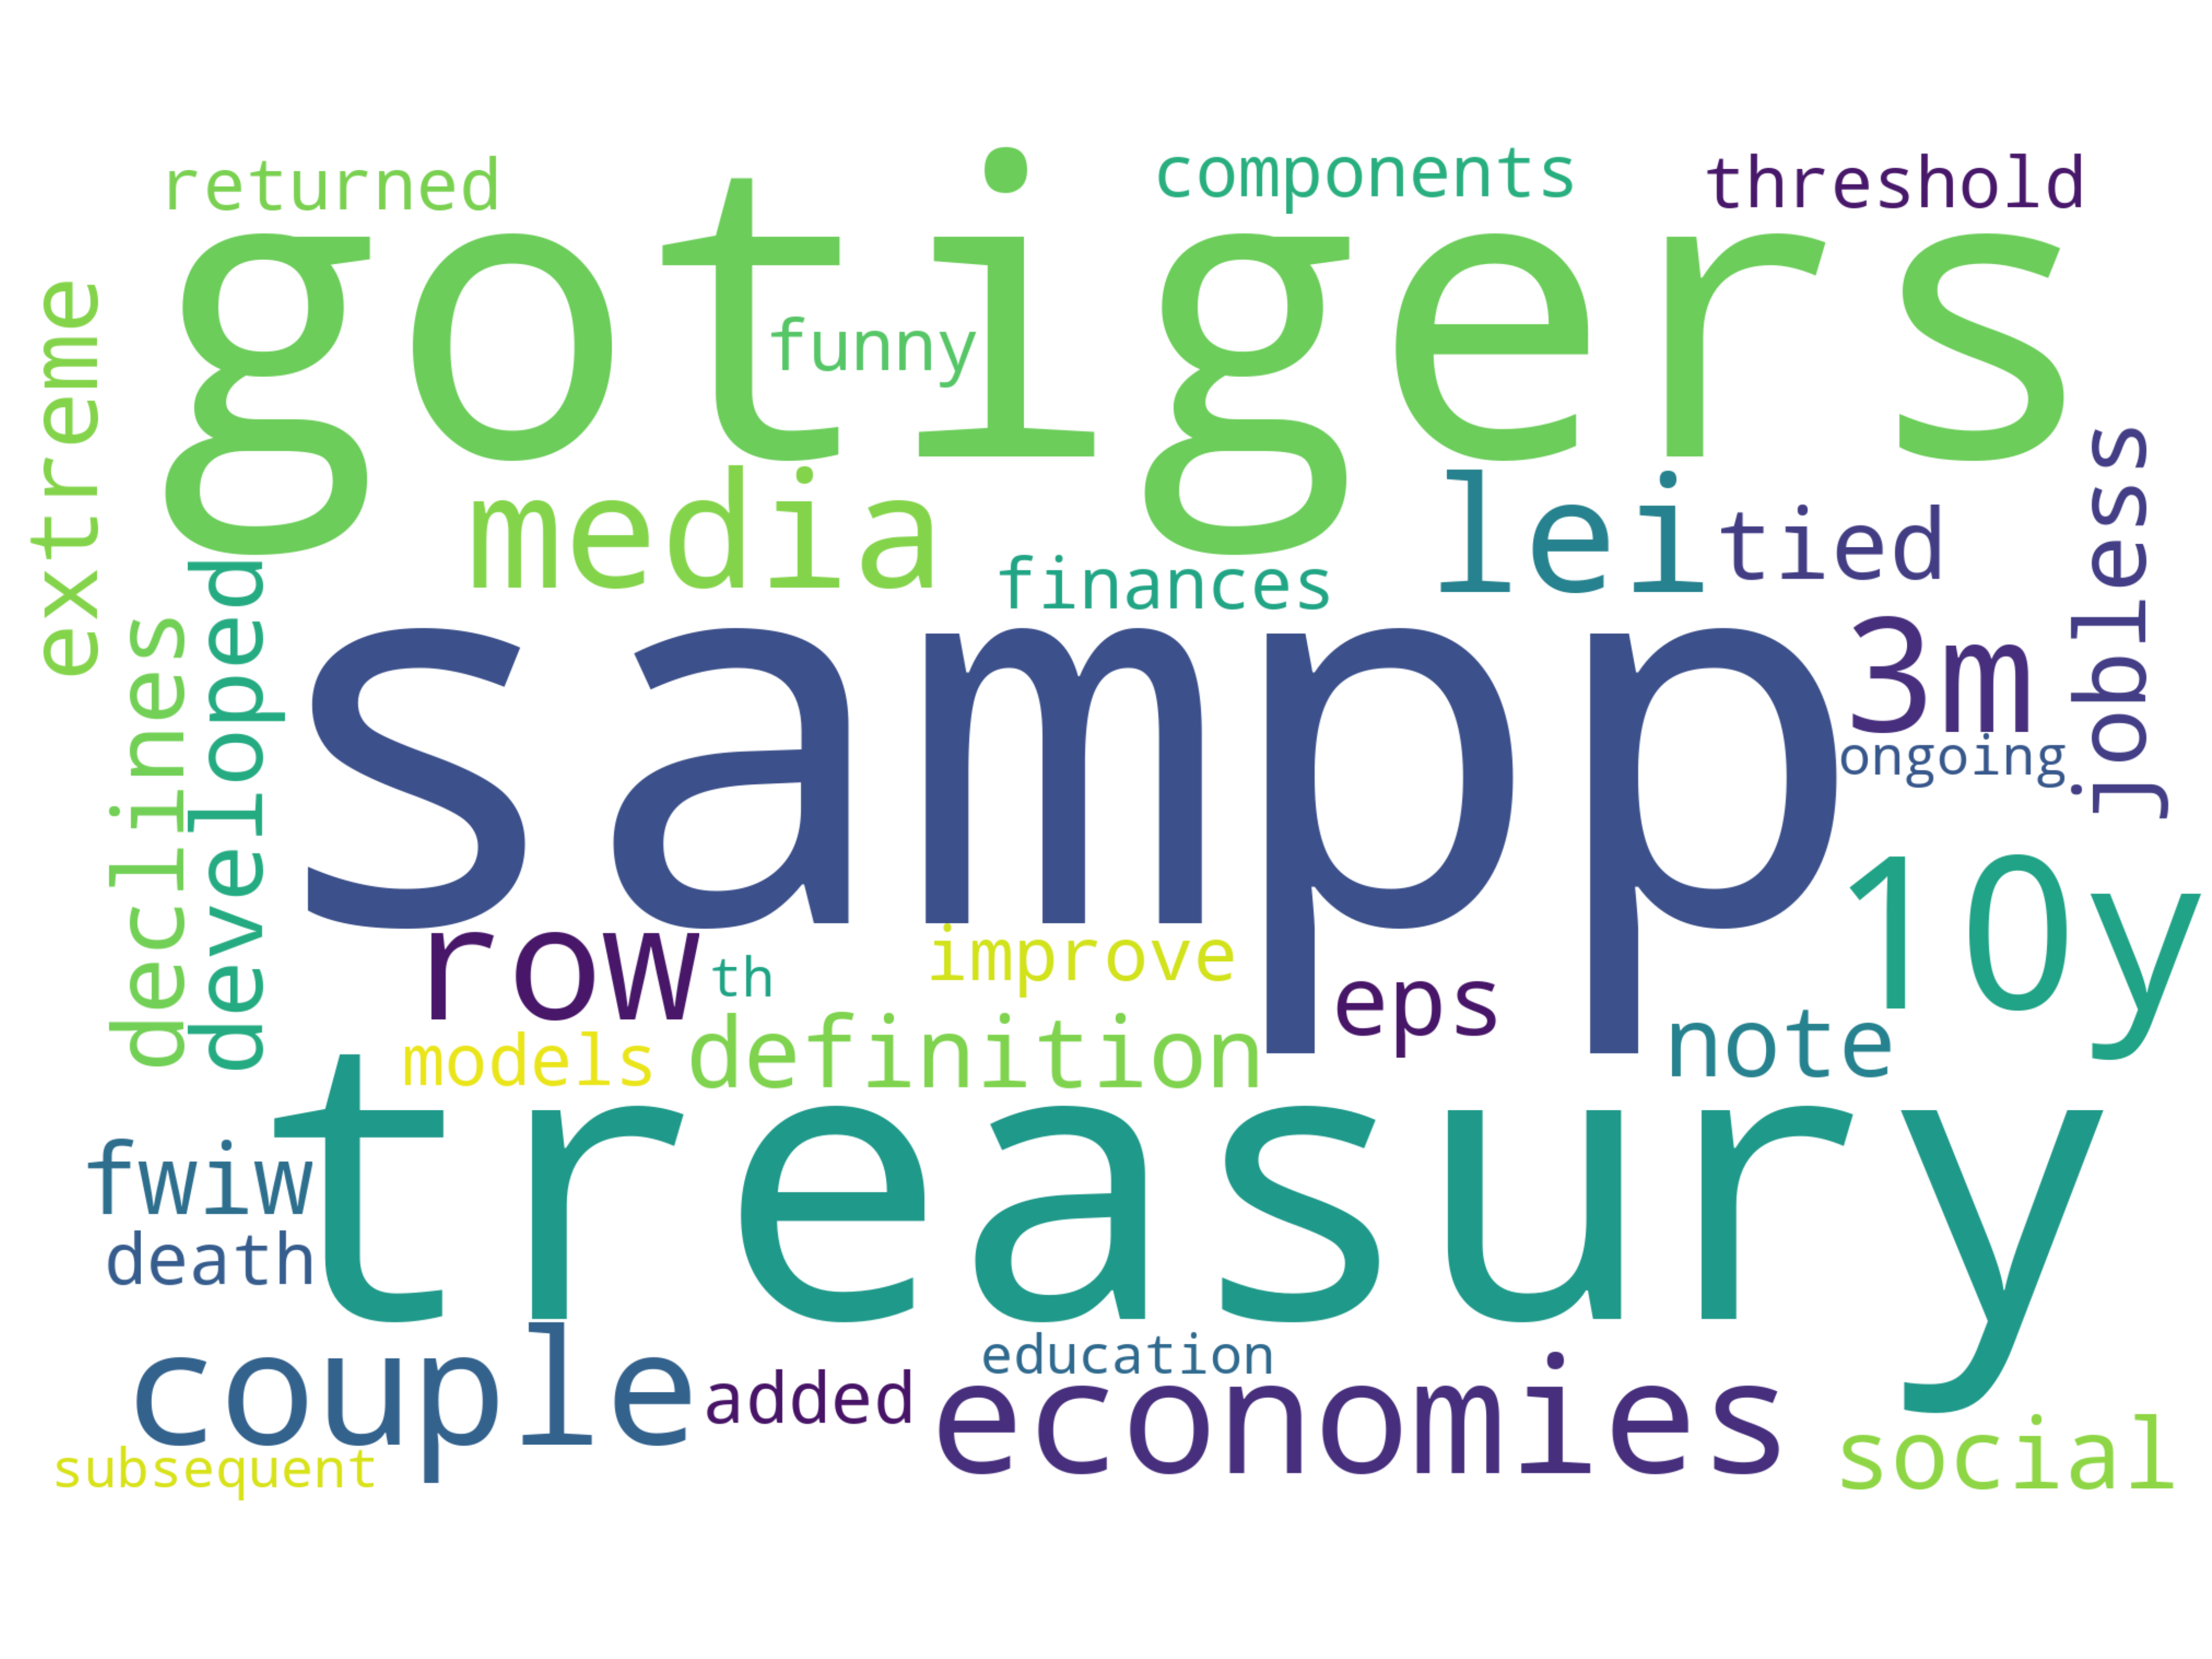 returned
components
threshold
gotigers
funny
extreme
media
lei
tied
jobless
finances
developed
declines
sampp
3m
ongoing
10y
row
th
improve
eps
note
models
definition
treasury
fwiw
death
couple
education
added
economies
social
subsequent